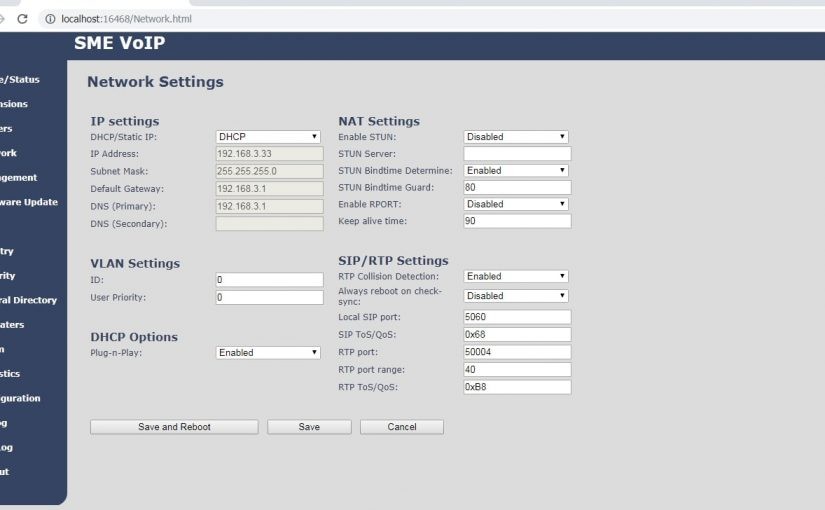 localhost:16468/Network.html
SME VoIP
e/Status
nsions
ers
ork
gement
ware Update
try
rity
ral Directory
aters
m
stics
guration
og
Log
ut
Network Settings
IP settings
DHCP/Static IP: DHCP
IP Address: 192.168.3.33
Subnet Mask: 255.255.255.0
Default Gateway: 192.168.3.1
DNS (Primary): 192.168.3.1
DNS (Secondary):
VLAN Settings
ID: 0
User Priority: 0
DHCP Options
Plug-n-Play: Enabled
NAT Settings
Enable STUN: Disabled
STUN Server:
STUN Bindtime Determine: Enabled
STUN Bindtime Guard: 80
Enable RPORT: Disabled
Keep alive time: 90
SIP/RTP Settings
RTP Collision Detection: Enabled
Always reboot on check-
sync: Disabled
Local SIP port: 5060
SIP ToS/QoS: 0x68
RTP port: 50004
RTP port range: 40
RTP ToS/QoS: 0xB8
Save and Reboot Save Cancel